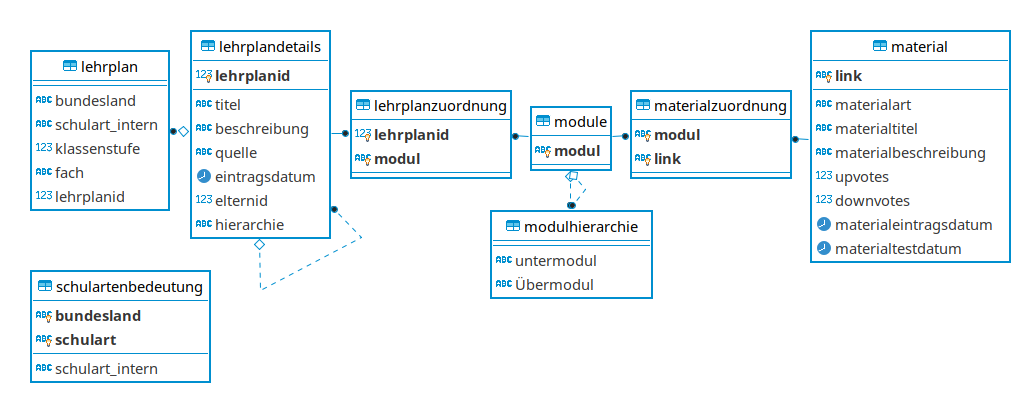 lehrplan
ABC bundesland
ABC schulart_intern
123 klassenstufe
ABC fach
123 lehrplanid
lehrplandetails
123 lehrplanid
ABC titel
ABC beschreibung
ABC quelle
eintragsdatum
123 elternid
ABC hierarchie
lehrplanzuordnung
123 lehrplanid
ABC modul
module
ABC modul
materialzuordnung
ABC modul
ABC link
material
ABC link
ABC materialart
ABC materialtitel
ABC materialbeschreibung
123 upvotes
123 downvotes
materialeintragsdatum
materialtestdatum
modulhierarchie
ABC untermodul
ABC Übermodul
schulartenbedeutung
ABC bundesland
ABC schulart
ABC schulart_intern